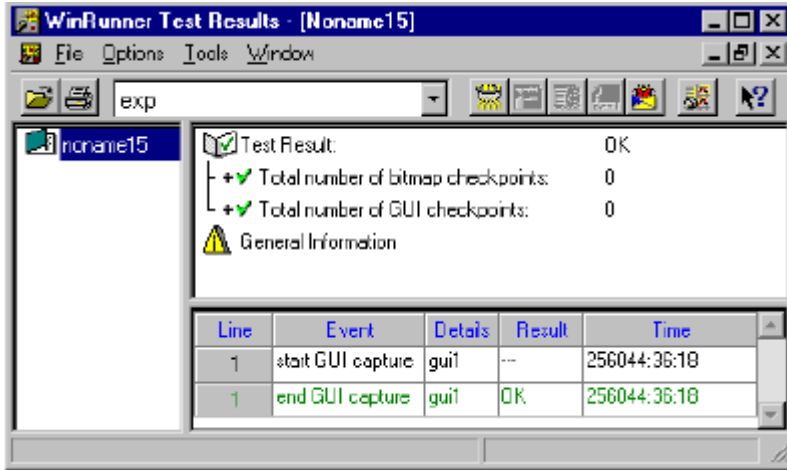 WinRunner Test Results - [Noname15]
File Options Tools Window
exp
noname15
Test Result: OK
Total number of bitmap checkpoints: 0
Total number of GUI checkpoints: 0
General Information
Line Event Details Result Time
1 start GUI capture gui1 --- 256044:36:18
1 end GUI capture gui1 OK 256044:36:18